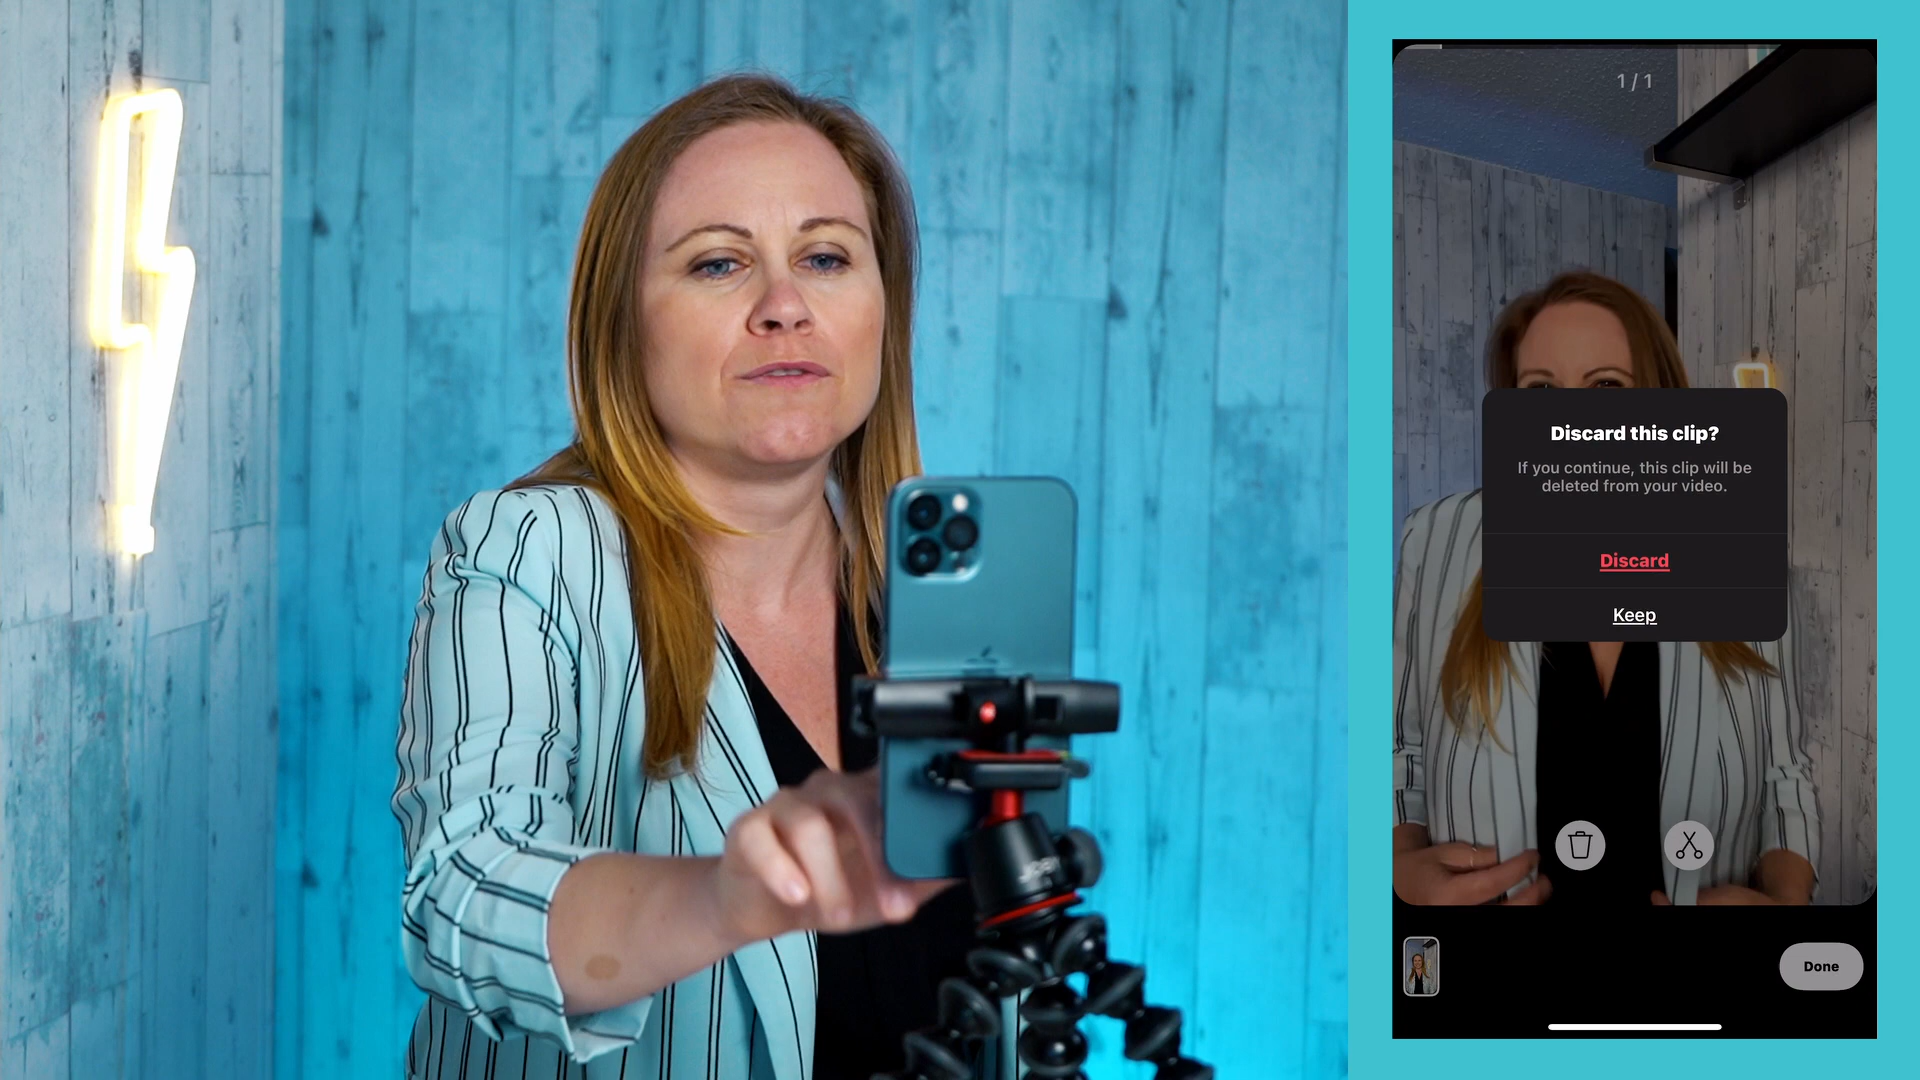 1 / 1
Discard this clip?
If you continue, this clip will be
deleted from your video.
Discard
Keep
JOBY
Done